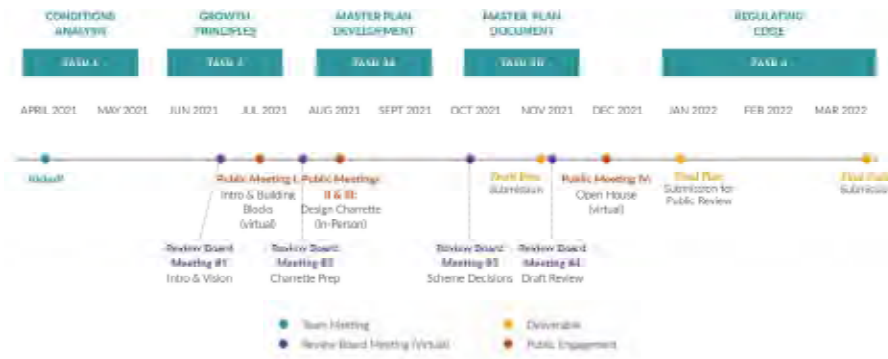 CONDITIONS
ANALYSIS
GROWTH
PRINCIPLES
MASTER PLAN
DEVELOPMENT
MASTER PLAN
DOCUMENT
REGULATING
CODE
TASK 1
TASK 2
TASK 3A
TASK 3B
TASK 4
APRIL 2021 MAY 2021 JUN 2021 JUL 2021 AUG 2021 SEPT 2021 OCT 2021 NOV 2021 DEC 2021 JAN 2022 FEB 2022 MAR 2022
Kickoff
Public Meeting I:
Intro & Building
Blocks
(virtual)
Public Meetings
II & III:
Design Charrette
(In-Person)
Draft Plan
Submission
Public Meeting IV:
Open House
(virtual)
Final Plan
Submission for
Public Review
Final Code
Submission
Review Board
Meeting #1
Intro & Vision
Review Board
Meeting #2
Charrette Prep
Review Board
Meeting #3
Scheme Decisions
Review Board
Meeting #4
Draft Review
Team Meeting
Deliverable
Review Board Meeting (Virtual)
Public Engagement